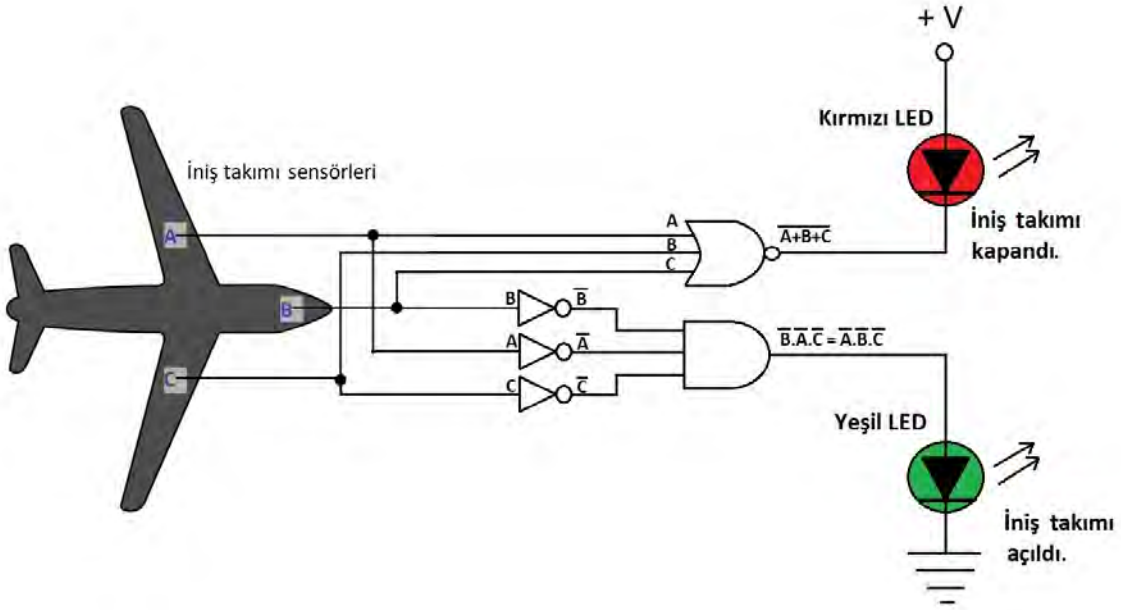 + V
Kırmızı LED
İniş takımı sensörleri
A
B
C
İniş takımı
kapandı.
A
B
C
A̅+̅B̅+̅C̅
B
B̅
A
A̅
C
C̅
B̅.A̅.C̅ = A̅.B̅.C̅
Yeşil LED
İniş takımı
açıldı.